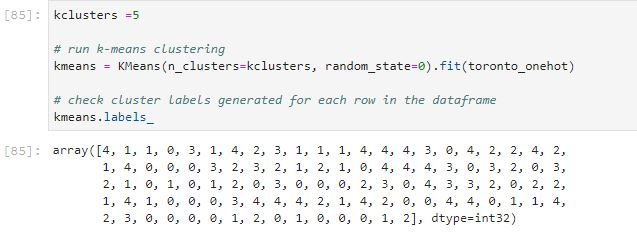 [85]: kclusters =5
# run k-means clustering
kmeans = KMeans(n_clusters=kclusters, random_state=0).fit(toronto_onehot)
# check cluster labels generated for each row in the dataframe
kmeans.labels_
[85]: array([4, 1, 1, 0, 3, 1, 4, 2, 3, 1, 1, 1, 4, 4, 4, 3, 0, 4, 2, 2, 4, 2,
1, 4, 0, 0, 0, 3, 2, 3, 2, 1, 2, 1, 0, 4, 4, 4, 3, 0, 3, 2, 0, 3,
2, 1, 0, 1, 0, 1, 2, 0, 3, 0, 0, 0, 2, 3, 0, 4, 3, 3, 2, 0, 2, 2,
1, 4, 1, 0, 0, 0, 3, 4, 4, 4, 2, 1, 4, 2, 0, 0, 4, 0, 1, 1, 4,
2, 3, 0, 0, 0, 0, 1, 2, 0, 1, 0, 0, 0, 1, 2], dtype=int32)